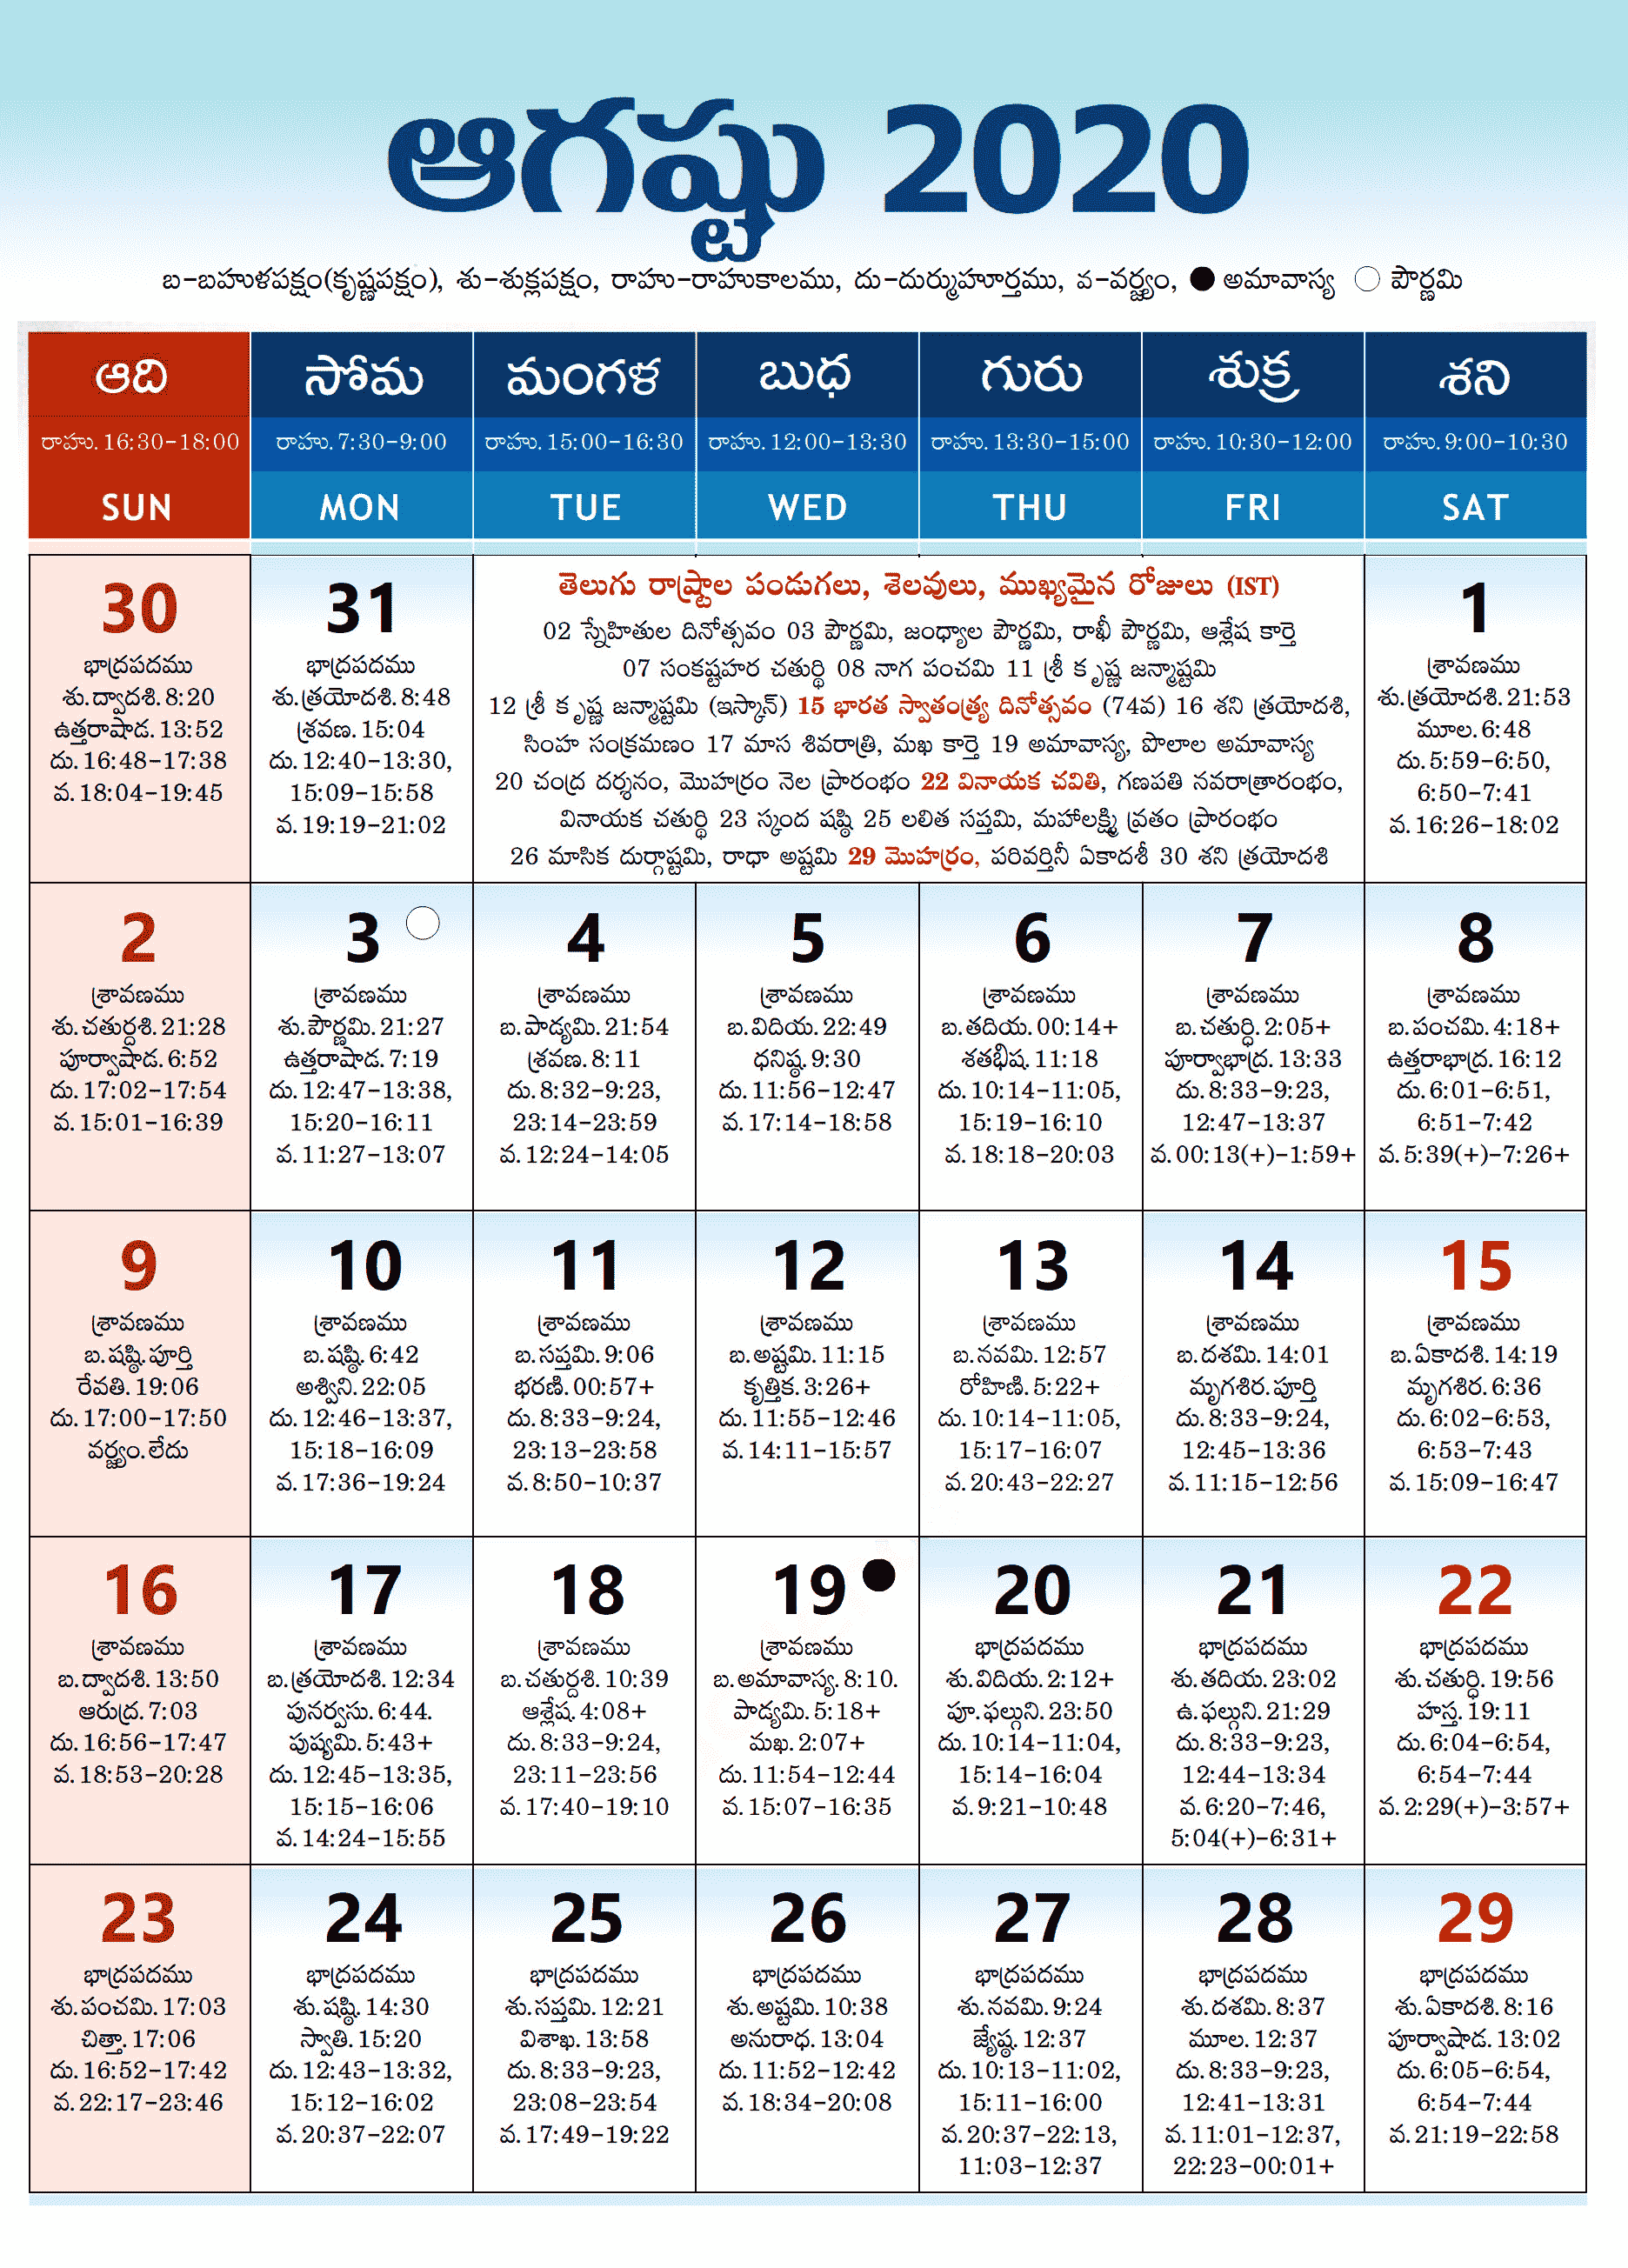 ఆగష్టు 2020
బ-బహుళపక్షం(కృష్ణపక్షం), శు-శుక్లపక్షం, రాహు-రాహుకాలము, దు-దుర్ముహూర్తము, వ-వర్జ్యం, అమావాస్య పౌర్ణమి
ఆది సోమ మంగళ బుధ గురు శుక్ర శని
రాహు.16:30-18:00 రాహు.7:30-9:00 రాహు.15:00-16:30 రాహు.12:00-13:30 రాహు.13:30-15:00 రాహు.10:30-12:00 రాహు.9:00-10:30
SUN MON TUE WED THU FRI SAT
30
భాద్రపదము
శు.ద్వాదశి.8:20
ఉత్తరాషాడ.13:52
దు.16:48-17:38
వ.18:04-19:45
31
భాద్రపదము
శు.త్రయోదశి.8:48
శ్రవణ.15:04
దు.12:40-13:30,
15:09-15:58
వ.19:19-21:02
తెలుగు రాష్ట్రాల పండుగలు, శెలవులు, ముఖ్యమైన రోజులు (IST)
02 స్నేహితుల దినోత్సవం 03 పౌర్ణమి, జంధ్యాల పౌర్ణమి, రాఖీ పౌర్ణమి, ఆశ్లేష కార్తె
07 సంకష్టహర చతుర్థి 08 నాగ పంచమి 11 శ్రీ కృష్ణ జన్మాష్టమి
12 శ్రీ కృష్ణ జన్మాష్టమి (ఇస్కాన్) 15 భారత స్వాతంత్ర్య దినోత్సవం (74వ) 16 శని త్రయోదశి,
సింహ సంక్రమణం 17 మాస శివరాత్రి, మఖ కార్తె 19 అమావాస్య, పొలాల అమావాస్య
20 చంద్ర దర్శనం, మొహర్రం నెల ప్రారంభం 22 వినాయక చవితి, గణపతి నవరాత్రారంభం,
వినాయక చతుర్థి 23 స్కంద షష్ఠి 25 లలిత సప్తమి, మహాలక్ష్మి వ్రతం ప్రారంభం
26 మాసిక దుర్గాష్టమి, రాధా అష్టమి 29 మొహర్రం, పరివర్తినీ ఏకాదశీ 30 శని త్రయోదశి
1
శ్రావణము
శు.త్రయోదశి.21:53
మూల.6:48
దు.5:59-6:50,
6:50-7:41
వ.16:26-18:02
2
శ్రావణము
శు.చతుర్దశి.21:28
పూర్వాషాడ.6:52
దు.17:02-17:54
వ.15:01-16:39
3
శ్రావణము
శు.పౌర్ణమి.21:27
ఉత్తరాషాడ.7:19
దు.12:47-13:38,
15:20-16:11
వ.11:27-13:07
4
శ్రావణము
బ.పాడ్యమి.21:54
శ్రవణ.8:11
దు.8:32-9:23,
23:14-23:59
వ.12:24-14:05
5
శ్రావణము
బ.విదియ.22:49
ధనిష్ఠ.9:30
దు.11:56-12:47
వ.17:14-18:58
6
శ్రావణము
బ.తదియ.00:14+
శతభిష.11:18
దు.10:14-11:05,
15:19-16:10
వ.18:18-20:03
7
శ్రావణము
బ.చతుర్థి.2:05+
పూర్వాభాద్ర.13:33
దు.8:33-9:23,
12:47-13:37
వ.00:13(+)-1:59+
8
శ్రావణము
బ.పంచమి.4:18+
ఉత్తరాభాద్ర.16:12
దు.6:01-6:51,
6:51-7:42
వ.5:39(+)-7:26+
9
శ్రావణము
బ.షష్ఠి.పూర్తి
రేవతి.19:06
దు.17:00-17:50
వర్జ్యం.లేదు
10
శ్రావణము
బ.షష్ఠి.6:42
అశ్విని.22:05
దు.12:46-13:37,
15:18-16:09
వ.17:36-19:24
11
శ్రావణము
బ.సప్తమి.9:06
భరణి.00:57+
దు.8:33-9:24,
23:13-23:58
వ.8:50-10:37
12
శ్రావణము
బ.అష్టమి.11:15
కృత్తిక.3:26+
దు.11:55-12:46
వ.14:11-15:57
13
శ్రావణము
బ.నవమి.12:57
రోహిణి.5:22+
దు.10:14-11:05,
15:17-16:07
వ.20:43-22:27
14
శ్రావణము
బ.దశమి.14:01
మృగశిర.పూర్తి
దు.8:33-9:24,
12:45-13:36
వ.11:15-12:56
15
శ్రావణము
బ.ఏకాదశి.14:19
మృగశిర.6:36
దు.6:02-6:53,
6:53-7:43
వ.15:09-16:47
16
శ్రావణము
బ.ద్వాదశి.13:50
ఆరుద్ర.7:03
దు.16:56-17:47
వ.18:53-20:28
17
శ్రావణము
బ.త్రయోదశి.12:34
పునర్వసు.6:44.
పుష్యమి.5:43+
దు.12:45-13:35,
15:15-16:06
వ.14:24-15:55
18
శ్రావణము
బ.చతుర్దశి.10:39
ఆశ్లేష.4:08+
దు.8:33-9:24,
23:11-23:56
వ.17:40-19:10
19
శ్రావణము
బ.అమావాస్య.8:10.
పాడ్యమి.5:18+
మఖ.2:07+
దు.11:54-12:44
వ.15:07-16:35
20
భాద్రపదము
శు.విదియ.2:12+
పూ.ఫల్గుని.23:50
దు.10:14-11:04,
15:14-16:04
వ.9:21-10:48
21
భాద్రపదము
శు.తదియ.23:02
ఉ.ఫల్గుని.21:29
దు.8:33-9:23,
12:44-13:34
వ.6:20-7:46,
5:04(+)-6:31+
22
భాద్రపదము
శు.చతుర్థి.19:56
హస్త.19:11
దు.6:04-6:54,
6:54-7:44
వ.2:29(+)-3:57+
23
భాద్రపదము
శు.పంచమి.17:03
చిత్తా.17:06
దు.16:52-17:42
వ.22:17-23:46
24
భాద్రపదము
శు.షష్ఠి.14:30
స్వాతి.15:20
దు.12:43-13:32,
15:12-16:02
వ.20:37-22:07
25
భాద్రపదము
శు.సప్తమి.12:21
విశాఖ.13:58
దు.8:33-9:23,
23:08-23:54
వ.17:49-19:22
26
భాద్రపదము
శు.అష్టమి.10:38
అనురాధ.13:04
దు.11:52-12:42
వ.18:34-20:08
27
భాద్రపదము
శు.నవమి.9:24
జ్యేష్ఠ.12:37
దు.10:13-11:02,
15:11-16:00
వ.20:37-22:13,
11:03-12:37
28
భాద్రపదము
శు.దశమి.8:37
మూల.12:37
దు.8:33-9:23,
12:41-13:31
వ.11:01-12:37,
22:23-00:01+
29
భాద్రపదము
శు.ఏకాదశి.8:16
పూర్వాషాడ.13:02
దు.6:05-6:54,
6:54-7:44
వ.21:19-22:58